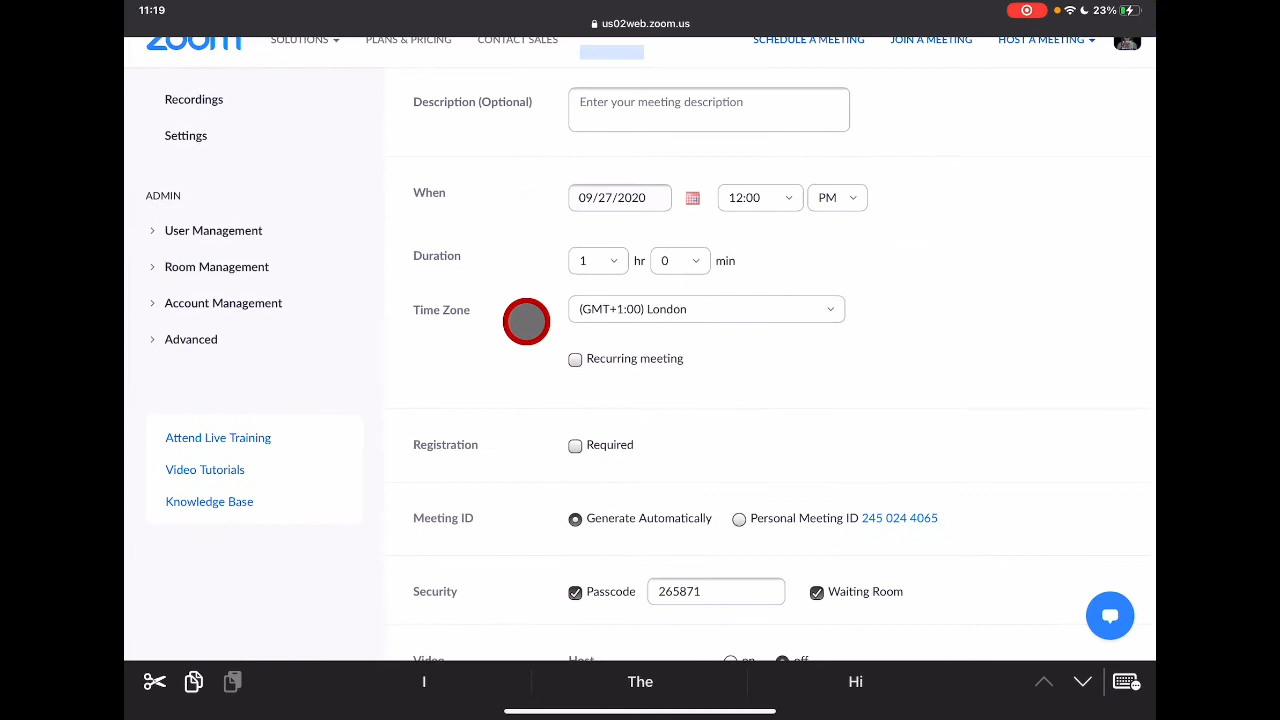 11:19
us02web.zoom.us
23%
zoom
SOLUTIONS
PLANS & PRICING
CONTACT SALES
SCHEDULE A MEETING
JOIN A MEETING
HOST A MEETING
Recordings
Settings
ADMIN
User Management
Room Management
Account Management
Advanced
Attend Live Training
Video Tutorials
Knowledge Base
Description (Optional)
Enter your meeting description
When
09/27/2020
12:00
PM
Duration
1
hr
0
min
Time Zone
(GMT+1:00) London
Recurring meeting
Registration
Required
Meeting ID
Generate Automatically
Personal Meeting ID 245 024 4065
Security
Passcode
265871
Waiting Room
Video
Host
on
off
I
The
Hi